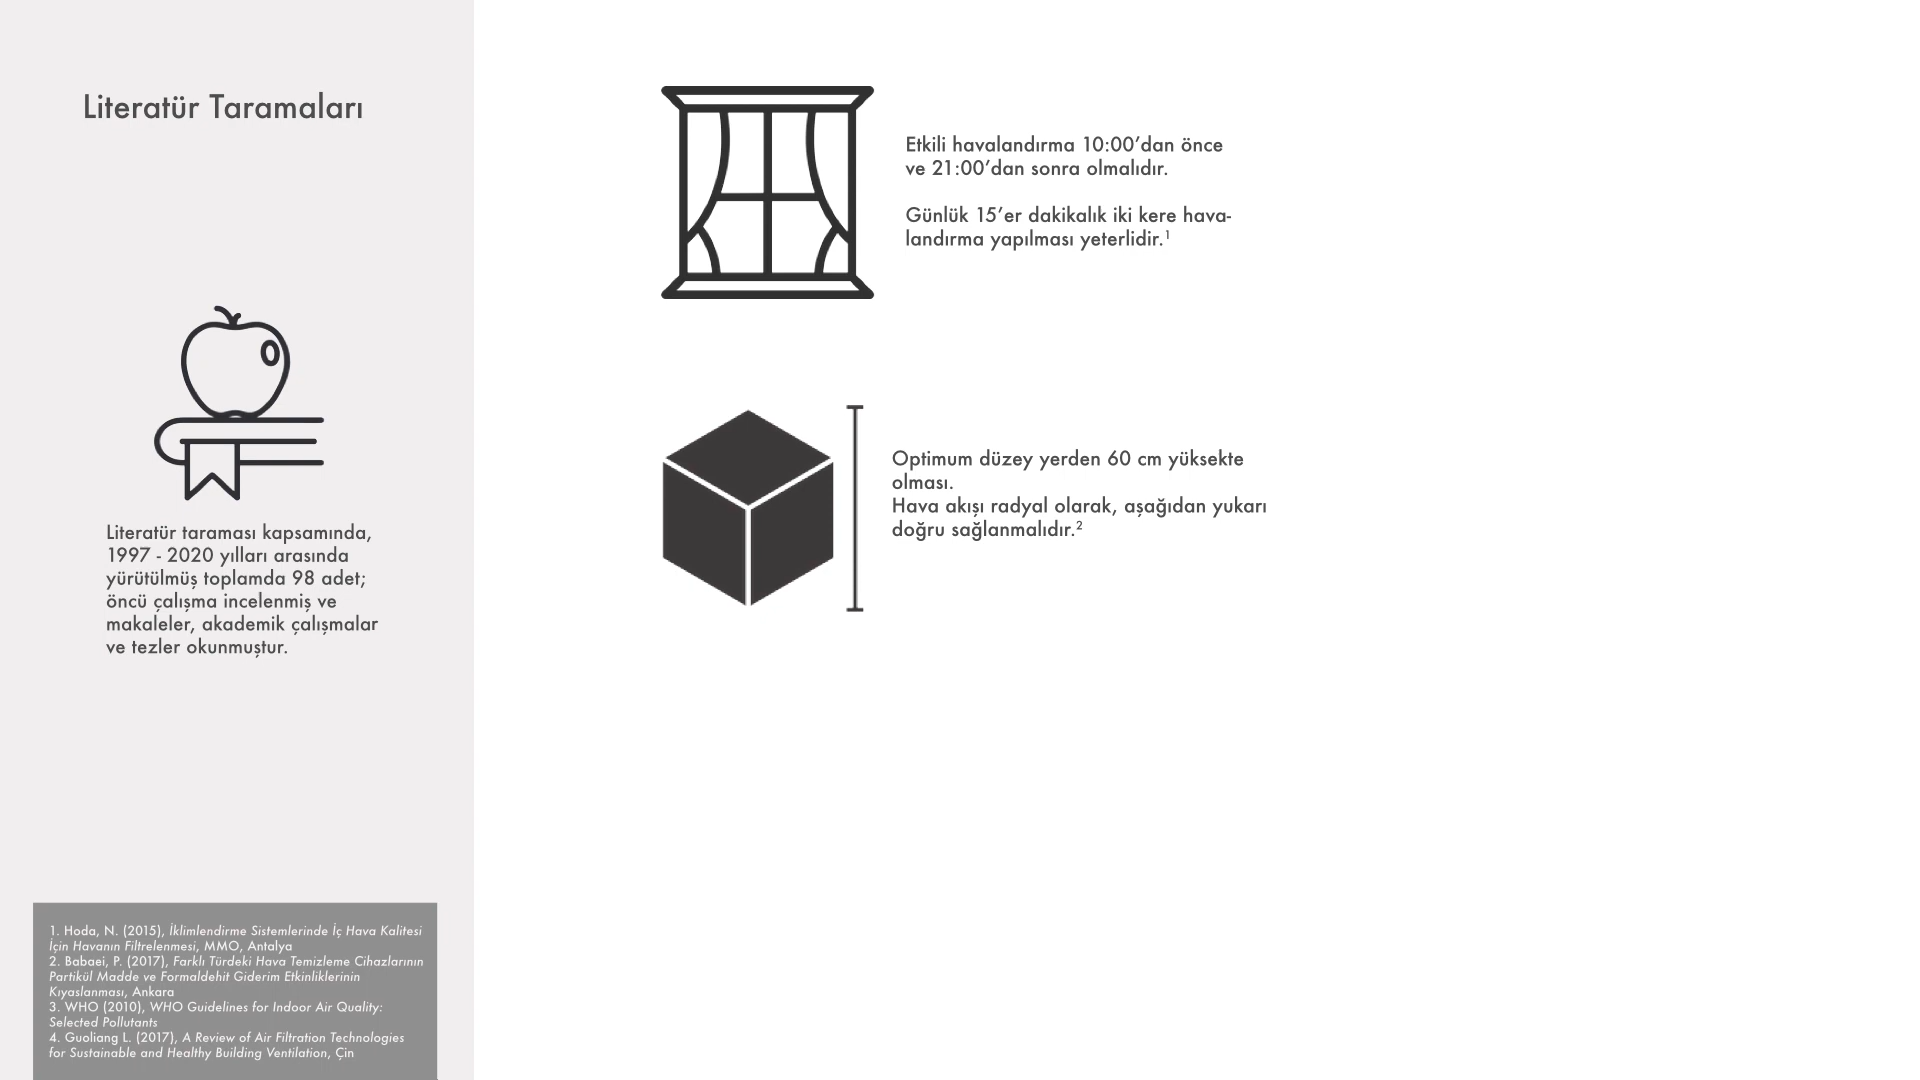 Literatür Taramaları
Literatür taraması kapsamında,
1997 - 2020 yılları arasında
yürütülmüş toplamda 98 adet;
öncü çalışma incelenmiş ve
makaleler, akademik çalışmalar
ve tezler okunmuştur.
1. Hoda, N. (2015), İklimlendirme Sistemlerinde İç Hava Kalitesi
İçin Havanın Filtrelenmesi, MMO, Antalya
2. Babaei, P. (2017), Farklı Türdeki Hava Temizleme Cihazlarının
Partikül Madde ve Formaldehit Giderim Etkinliklerinin
Kıyaslanması, Ankara
3. WHO (2010), WHO Guidelines for Indoor Air Quality:
Selected Pollutants
4. Guoliang L. (2017), A Review of Air Filtration Technologies
for Sustainable and Healthy Building Ventilation, Çin
Etkili havalandırma 10:00’dan önce
ve 21:00’dan sonra olmalıdır.
Günlük 15’er dakikalık iki kere hava-
landırma yapılması yeterlidir.¹
Optimum düzey yerden 60 cm yüksekte
olması.
Hava akışı radyal olarak, aşağıdan yukarı
doğru sağlanmalıdır.²